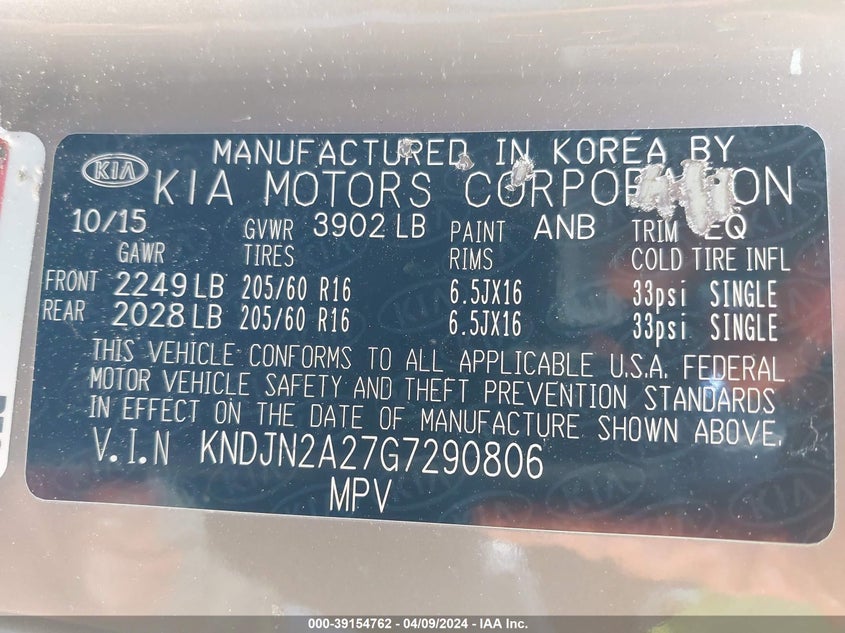 MANUFACTURED IN KOREA BY
KIA KIA MOTORS CORPORATION
10/15 GVWR 3902 LB PAINT ANB TRIM EQ
GAWR TIRES RIMS COLD TIRE INFL
FRONT 2249 LB 205/60 R16 6.5JX16 33psi SINGLE
REAR 2028 LB 205/60 R16 6.5JX16 33psi SINGLE
THIS VEHICLE CONFORMS TO ALL APPLICABLE U.S.A. FEDERAL
MOTOR VEHICLE SAFETY AND THEFT PREVENTION STANDARDS
IN EFFECT ON THE DATE OF MANUFACTURE SHOWN ABOVE.
V.I.N KNDJN2A27G7290806
MPV
000-39154762 - 04/09/2024 - IAA Inc.